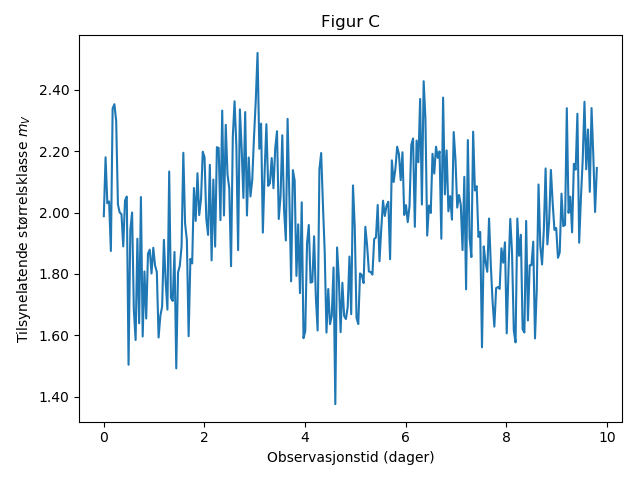 Figur C
Tilsynelatende størrelsklasse m_V
2.40
2.20
2.00
1.80
1.60
1.40
0 2 4 6 8 10
Observasjonstid (dager)